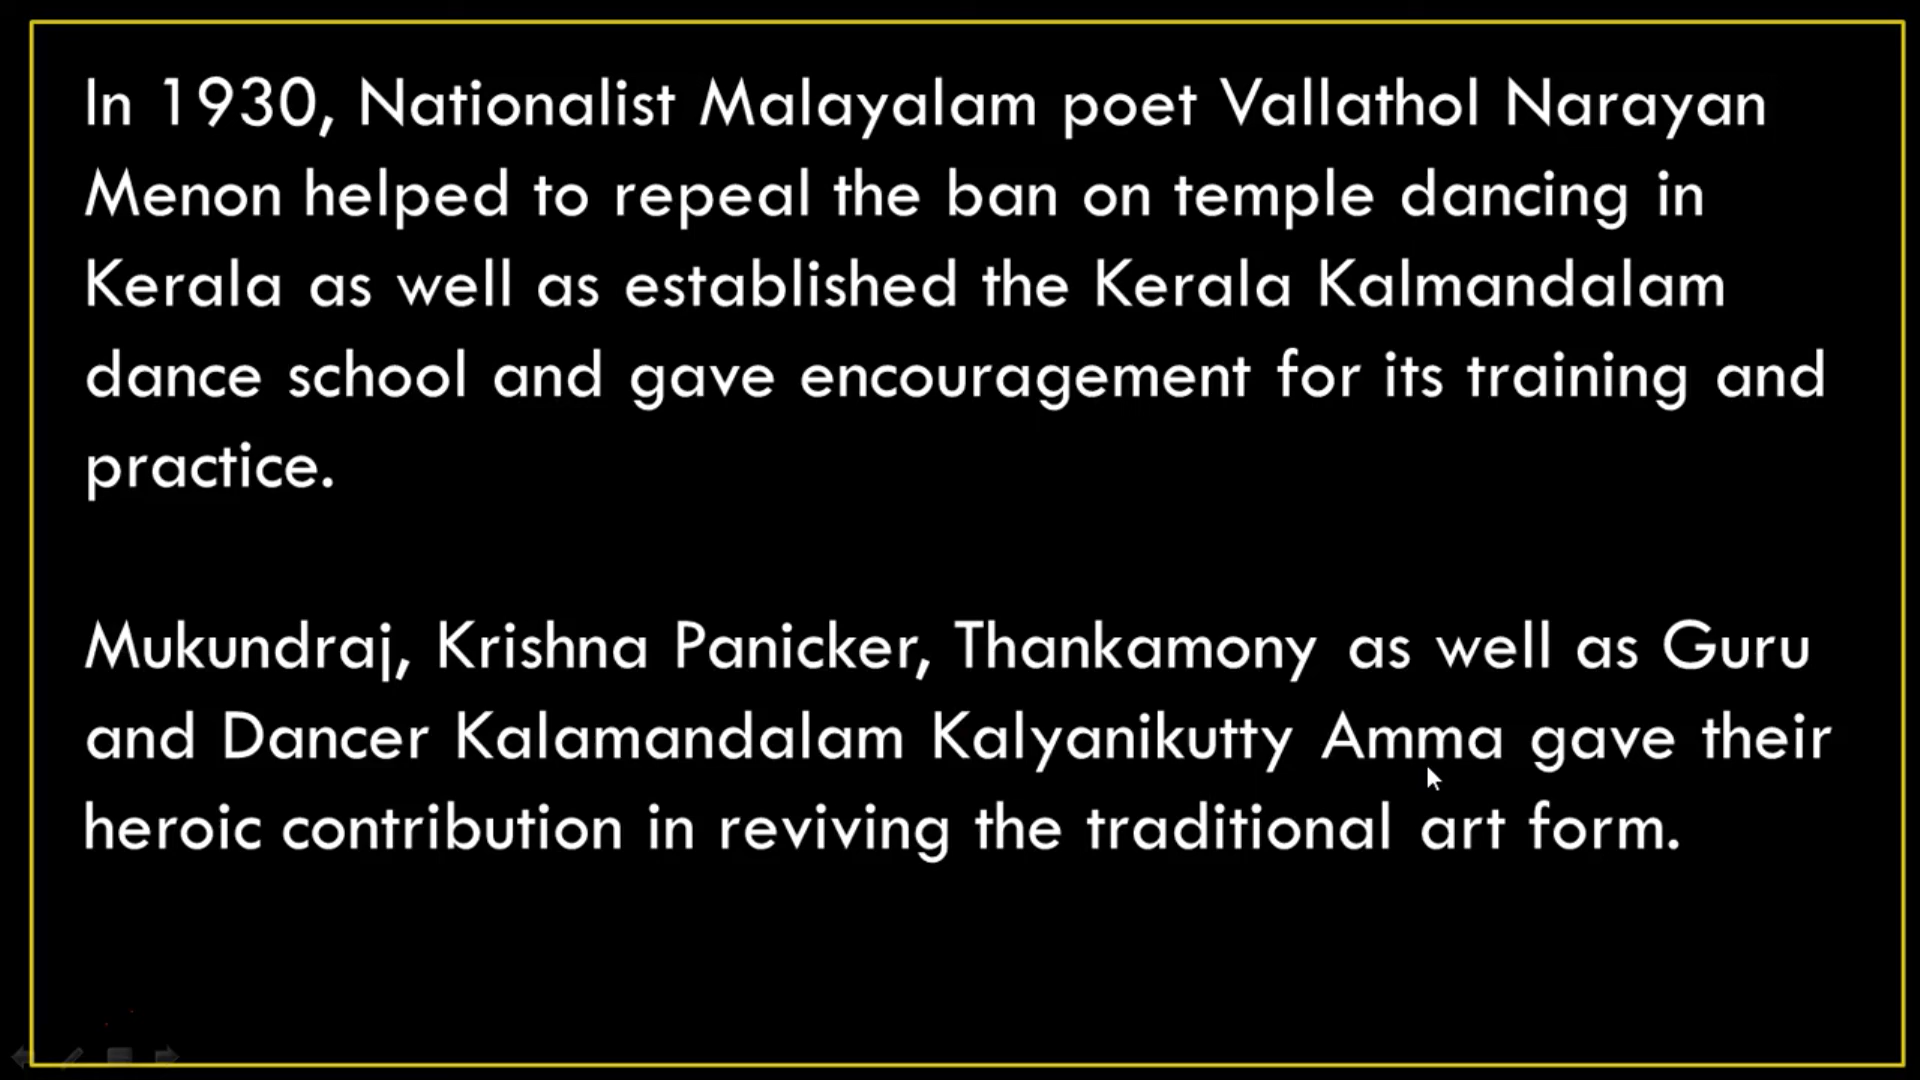 In 1930, Nationalist Malayalam poet Vallathol Narayan
Menon helped to repeal the ban on temple dancing in
Kerala as well as established the Kerala Kalmandalam
dance school and gave encouragement for its training and
practice.
Mukundraj, Krishna Panicker, Thankamony as well as Guru
and Dancer Kalamandalam Kalyanikutty Amma gave their
heroic contribution in reviving the traditional art form.